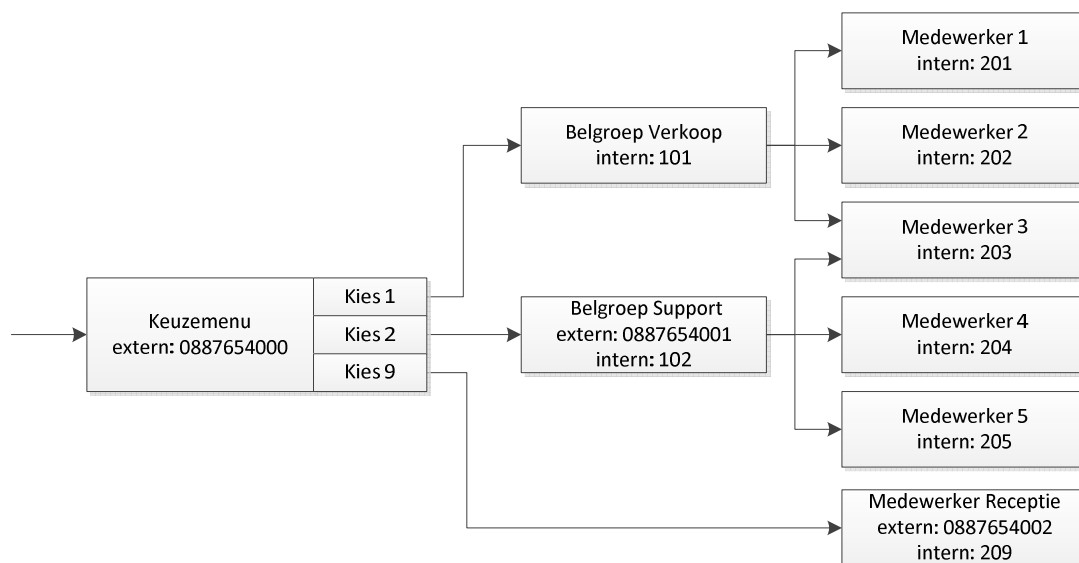 Keuzemenu
extern: 0887654000
Kies 1
Kies 2
Kies 9
Belgroep Verkoop
intern: 101
Belgroep Support
extern: 0887654001
intern: 102
Medewerker 1
intern: 201
Medewerker 2
intern: 202
Medewerker 3
intern: 203
Medewerker 4
intern: 204
Medewerker 5
intern: 205
Medewerker Receptie
extern: 0887654002
intern: 209